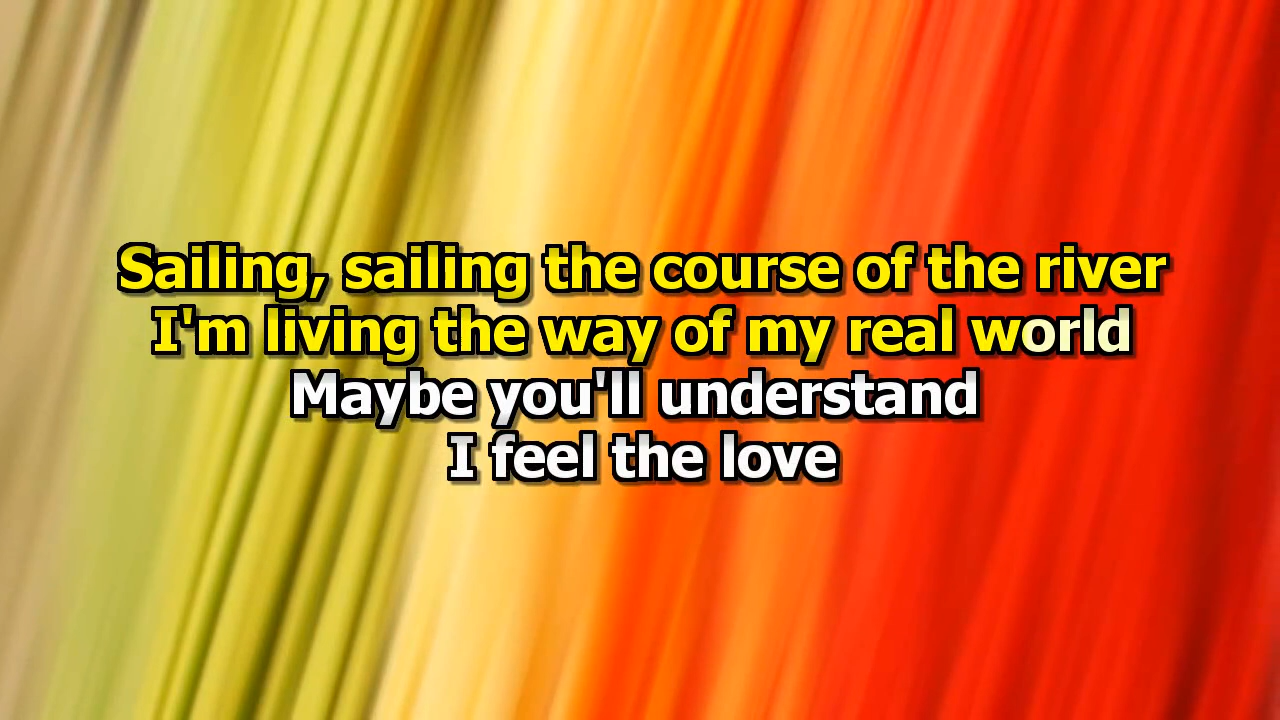 Sailing, sailing the course of the river
I'm living the way of my real world
Maybe you'll understand
I feel the love